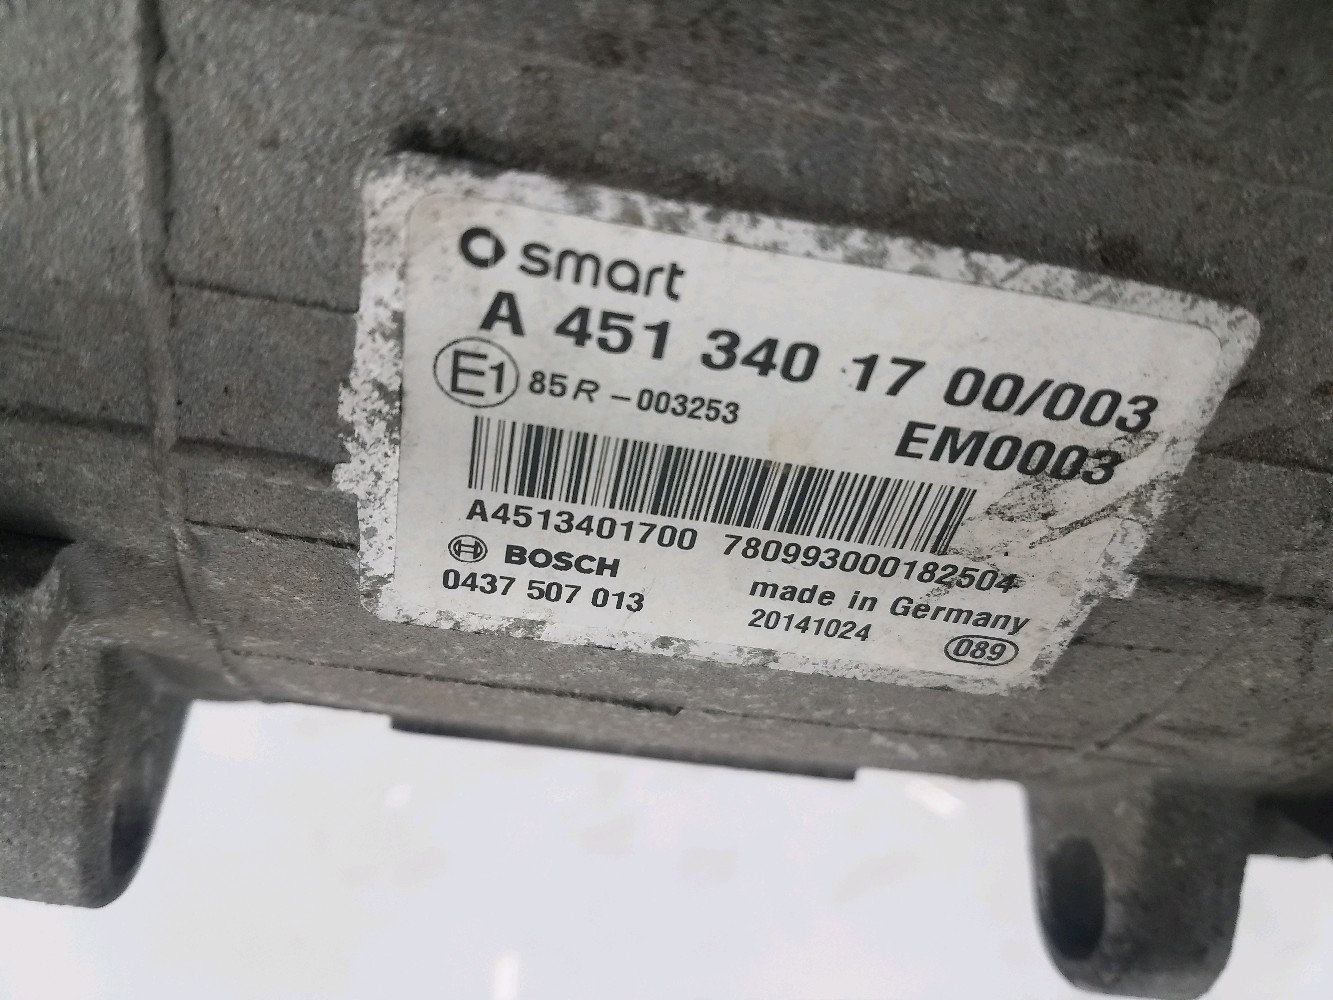 smart
A 451 340 17 00/003
E1 85R - 003253
EM0003
A4513401700 780993000182504
BOSCH
0437 507 013
made in Germany
20141024
089